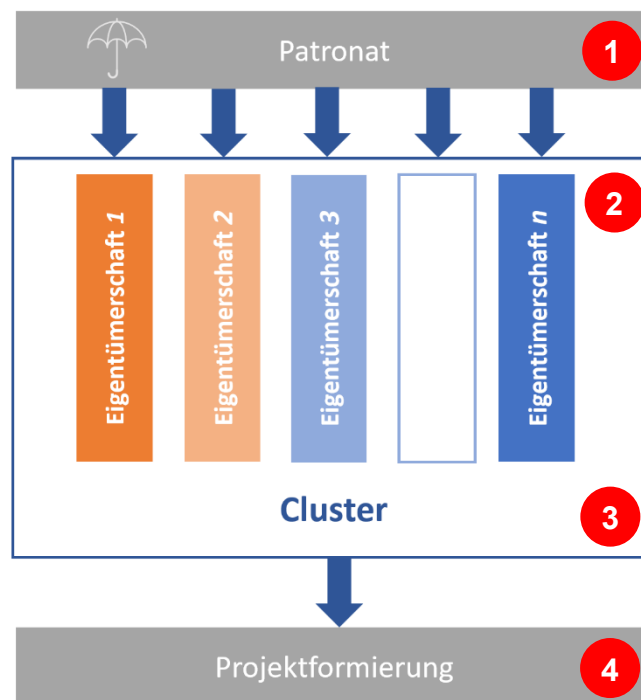 Patronat
1
2
Eigentümerschaft 1
Eigentümerschaft 2
Eigentümerschaft 3
Eigentümerschaft n
Cluster
3
Projektformierung
4